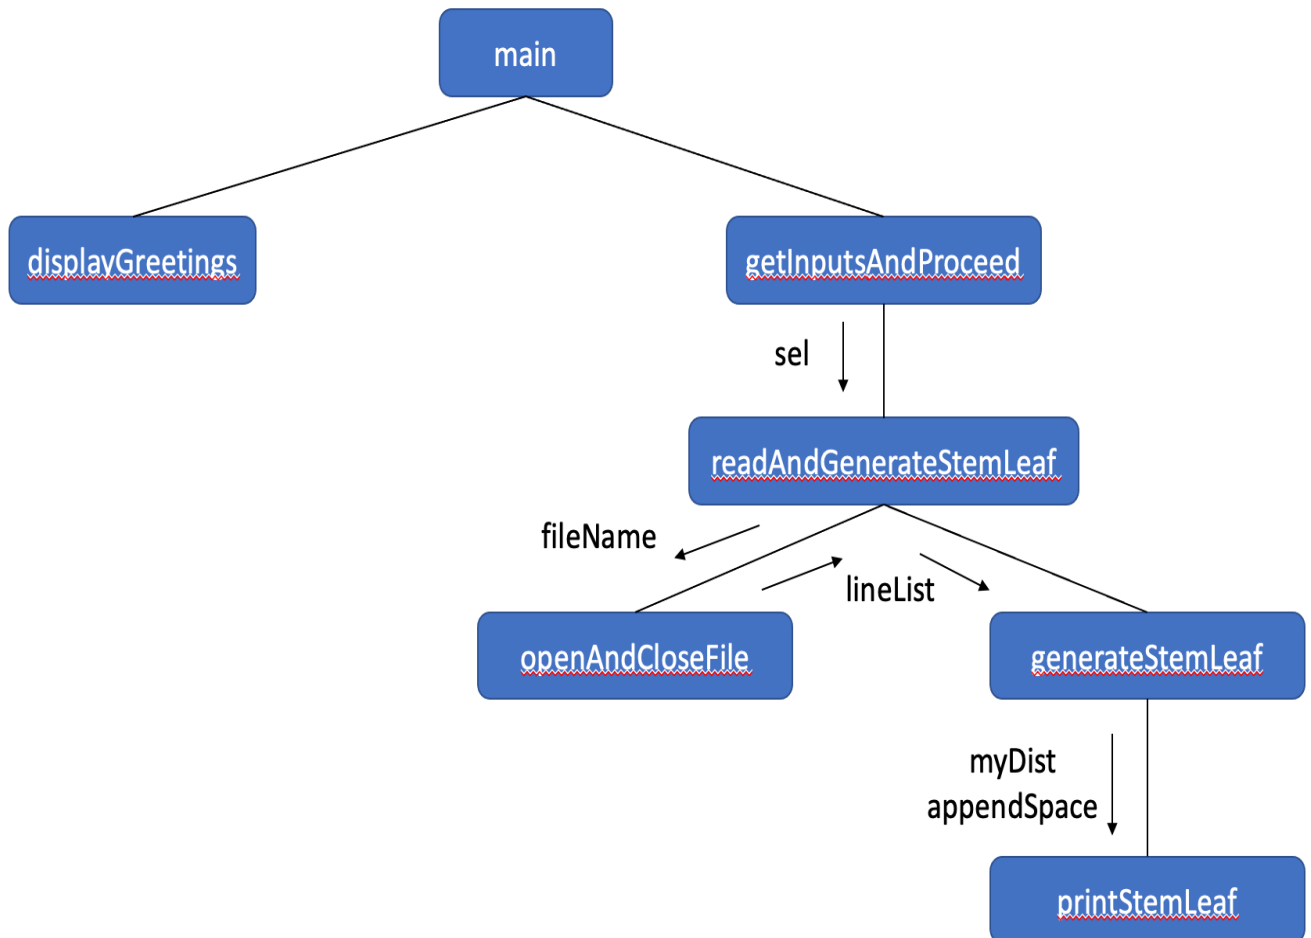 main
displayGreetings
getInputsAndProceed
sel
readAndGenerateStemLeaf
fileName
lineList
openAndCloseFile
generateStemLeaf
myDist
appendSpace
printStemLeaf